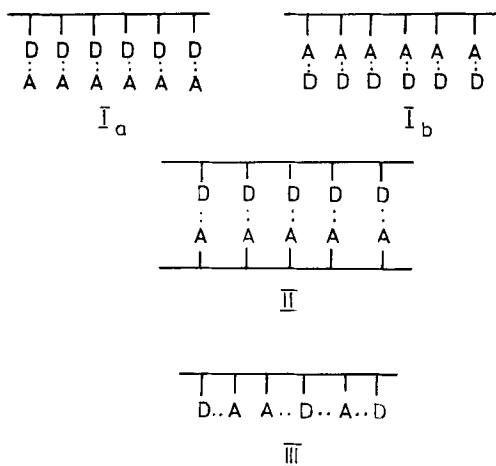 D D D D D D A A A A A A
A A A A A A D D D D D D
I a I b
D D D D D
A A A A A
II
D..A A..D..A..D
III